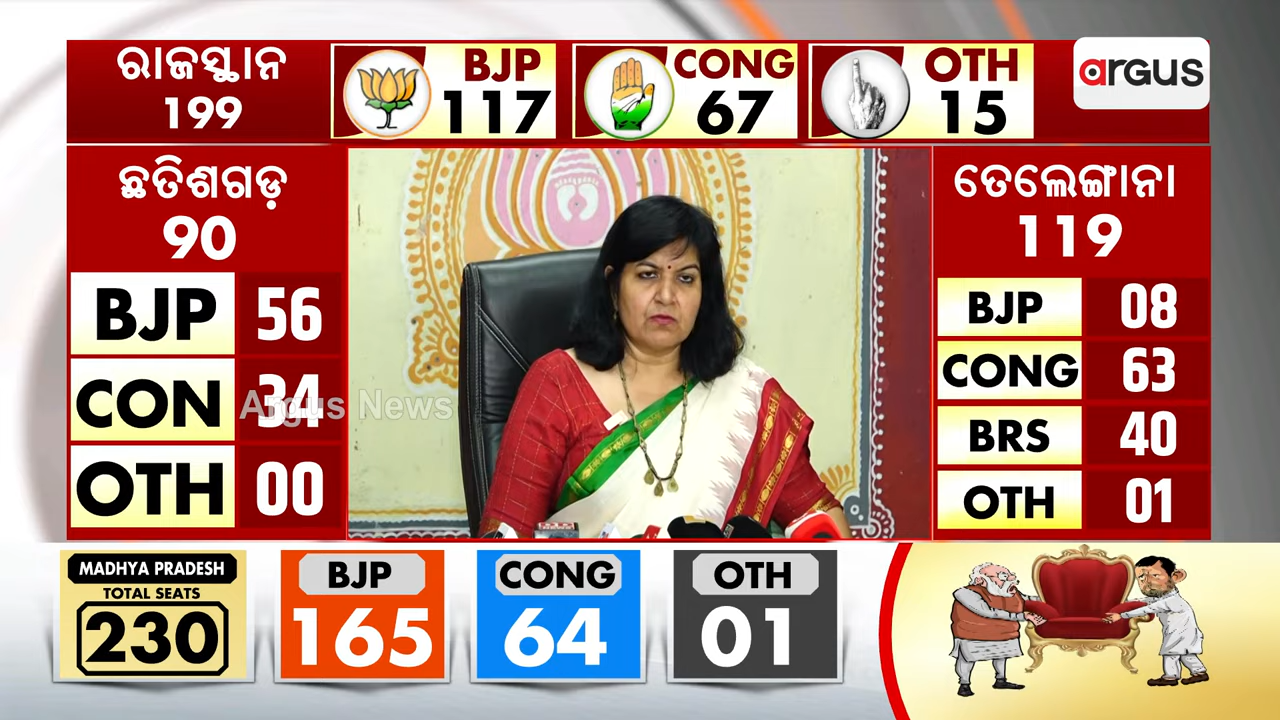 ରାଜସ୍ଥାନ
୨୯୯
BJP
117
CONG
67
OTH
15
argus
ଛତିଶଗଡ଼
90
BJP 56
CON 34
OTH 00
Argus News
ତେଲେଙ୍ଗାନା
119
BJP 08
CONG 63
BRS 40
OTH 01
MADHYA PRADESH
TOTAL SEATS
230
BJP
165
CONG
64
OTH
01